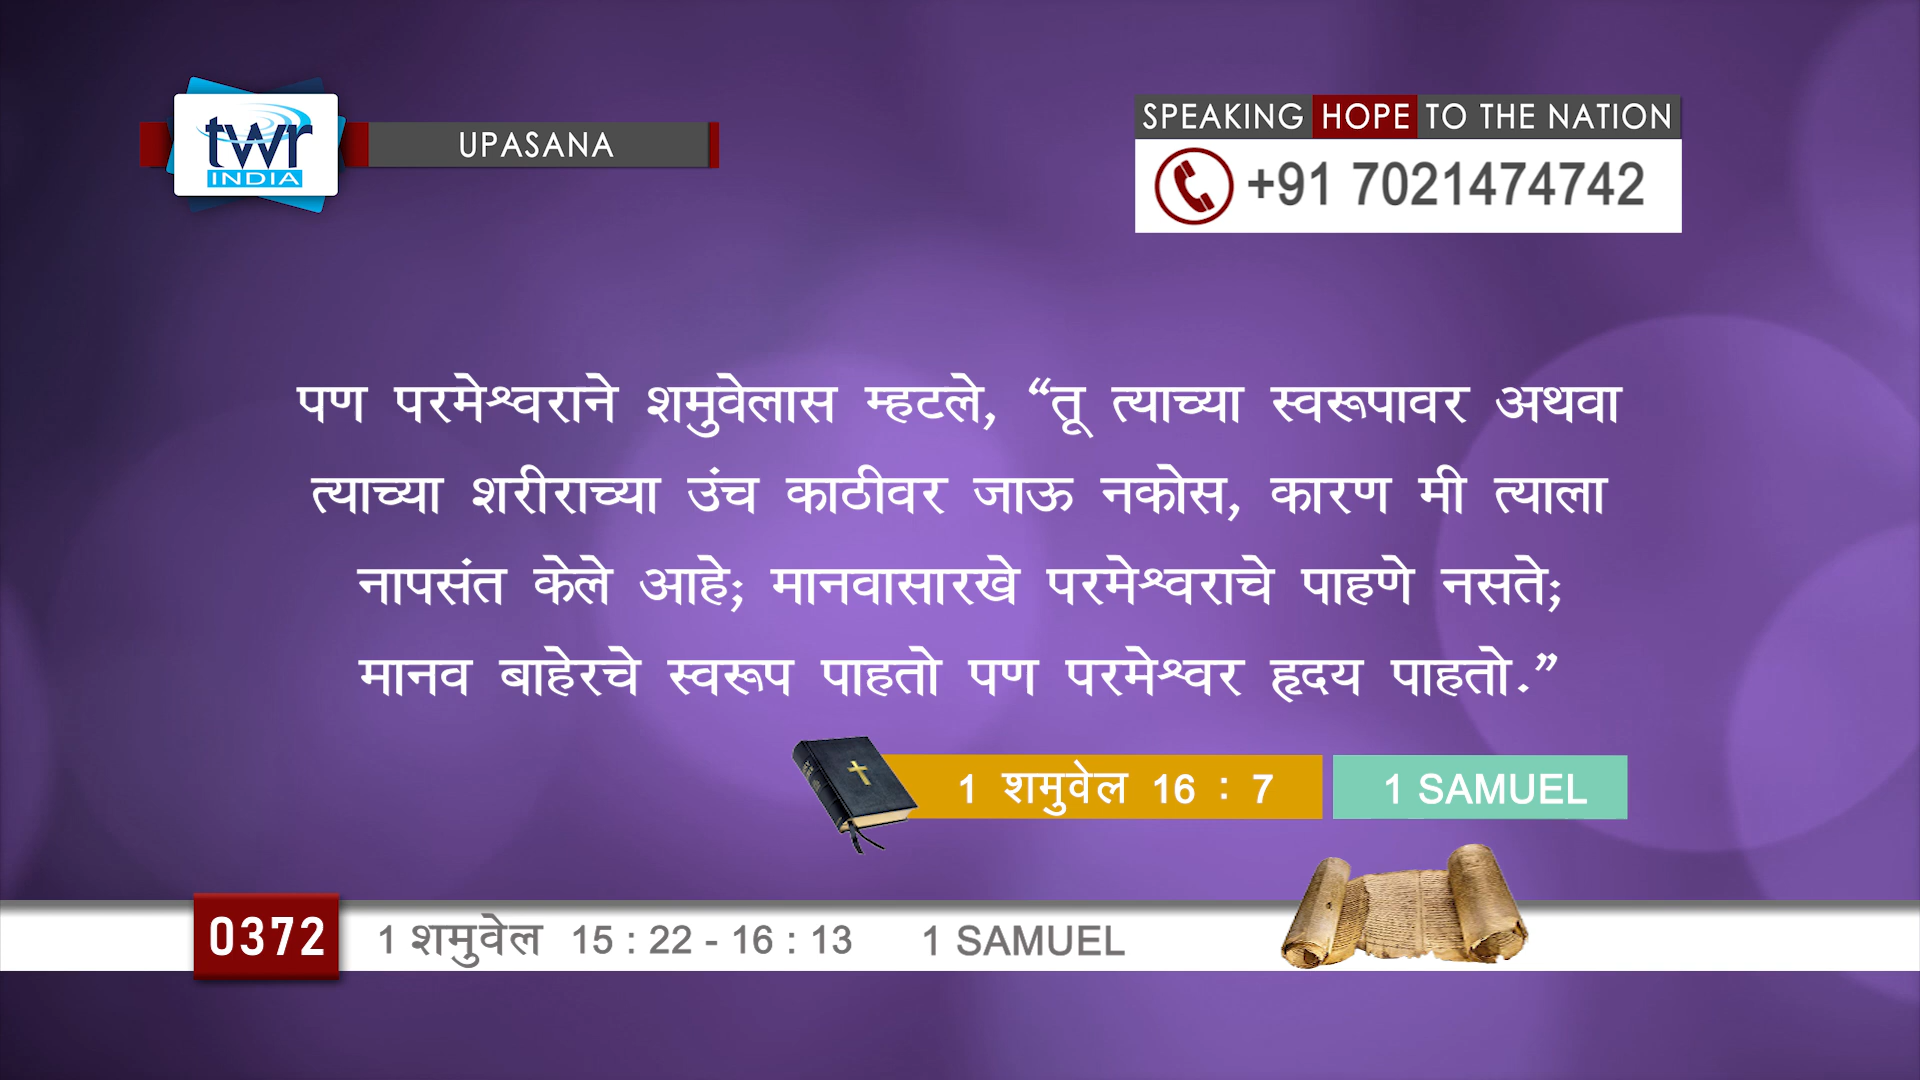 twr
INDIA
UPASANA
SPEAKING HOPE TO THE NATION
+91 7021474742
पण परमेश्वराने शमुवेलास म्हटले, “तू त्याच्या स्वरूपावर अथवा
त्याच्या शरीराच्या उंच काठीवर जाऊ नकोस, कारण मी त्याला
नापसंत केले आहे; मानवासारखे परमेश्वराचे पाहणे नसते;
मानव बाहेरचे स्वरूप पाहतो पण परमेश्वर हृदय पाहतो.”
1 शमुवेल 16 : 7
1 SAMUEL
0372
1 शमुवेल 15 : 22 - 16 : 13
1 SAMUEL